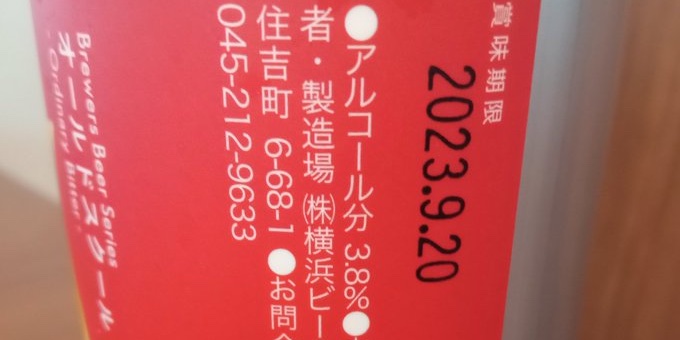 賞味期限
2023.9.20
●アルコール分 3.8%●
者・製造場 ㈱横浜ビー
住吉町 6-68-1 ●お問合
045-212-9633
Brewers Beer Series
オールドスクール
Ordinary Bitter